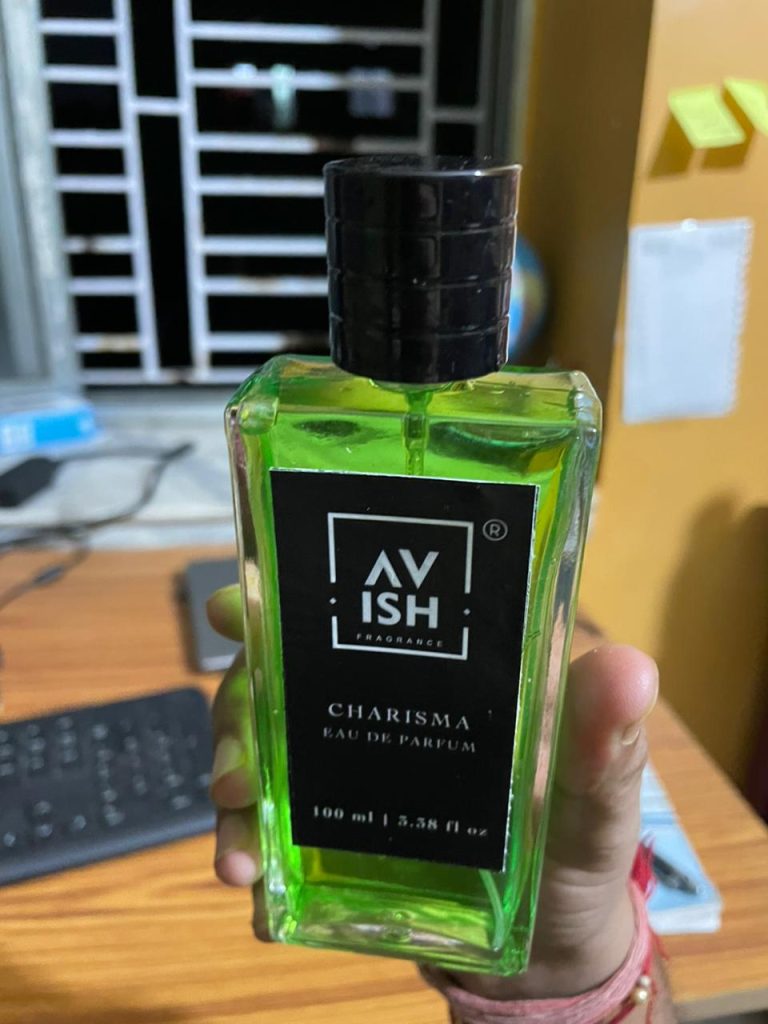 ®
AV
ISH
FRAGRANCE
CHARISMA
EAU DE PARFUM
100 ml | 3.38 fl oz